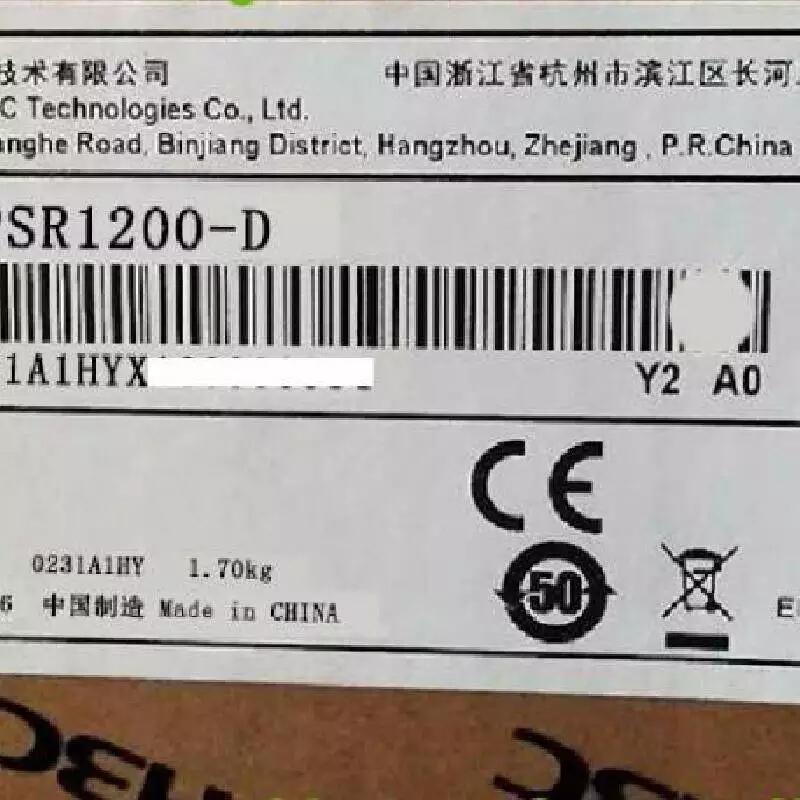 技术有限公司 中国浙江省杭州市滨江区长河
C Technologies Co., Ltd.
anghe Road, Binjiang District, Hangzhou, Zhejiang , P.R.China
PSR1200-D
1A1HYX
Y2 A0
CE
50
0231A1HY 1.70kg
6 中国制造 Made in CHINA